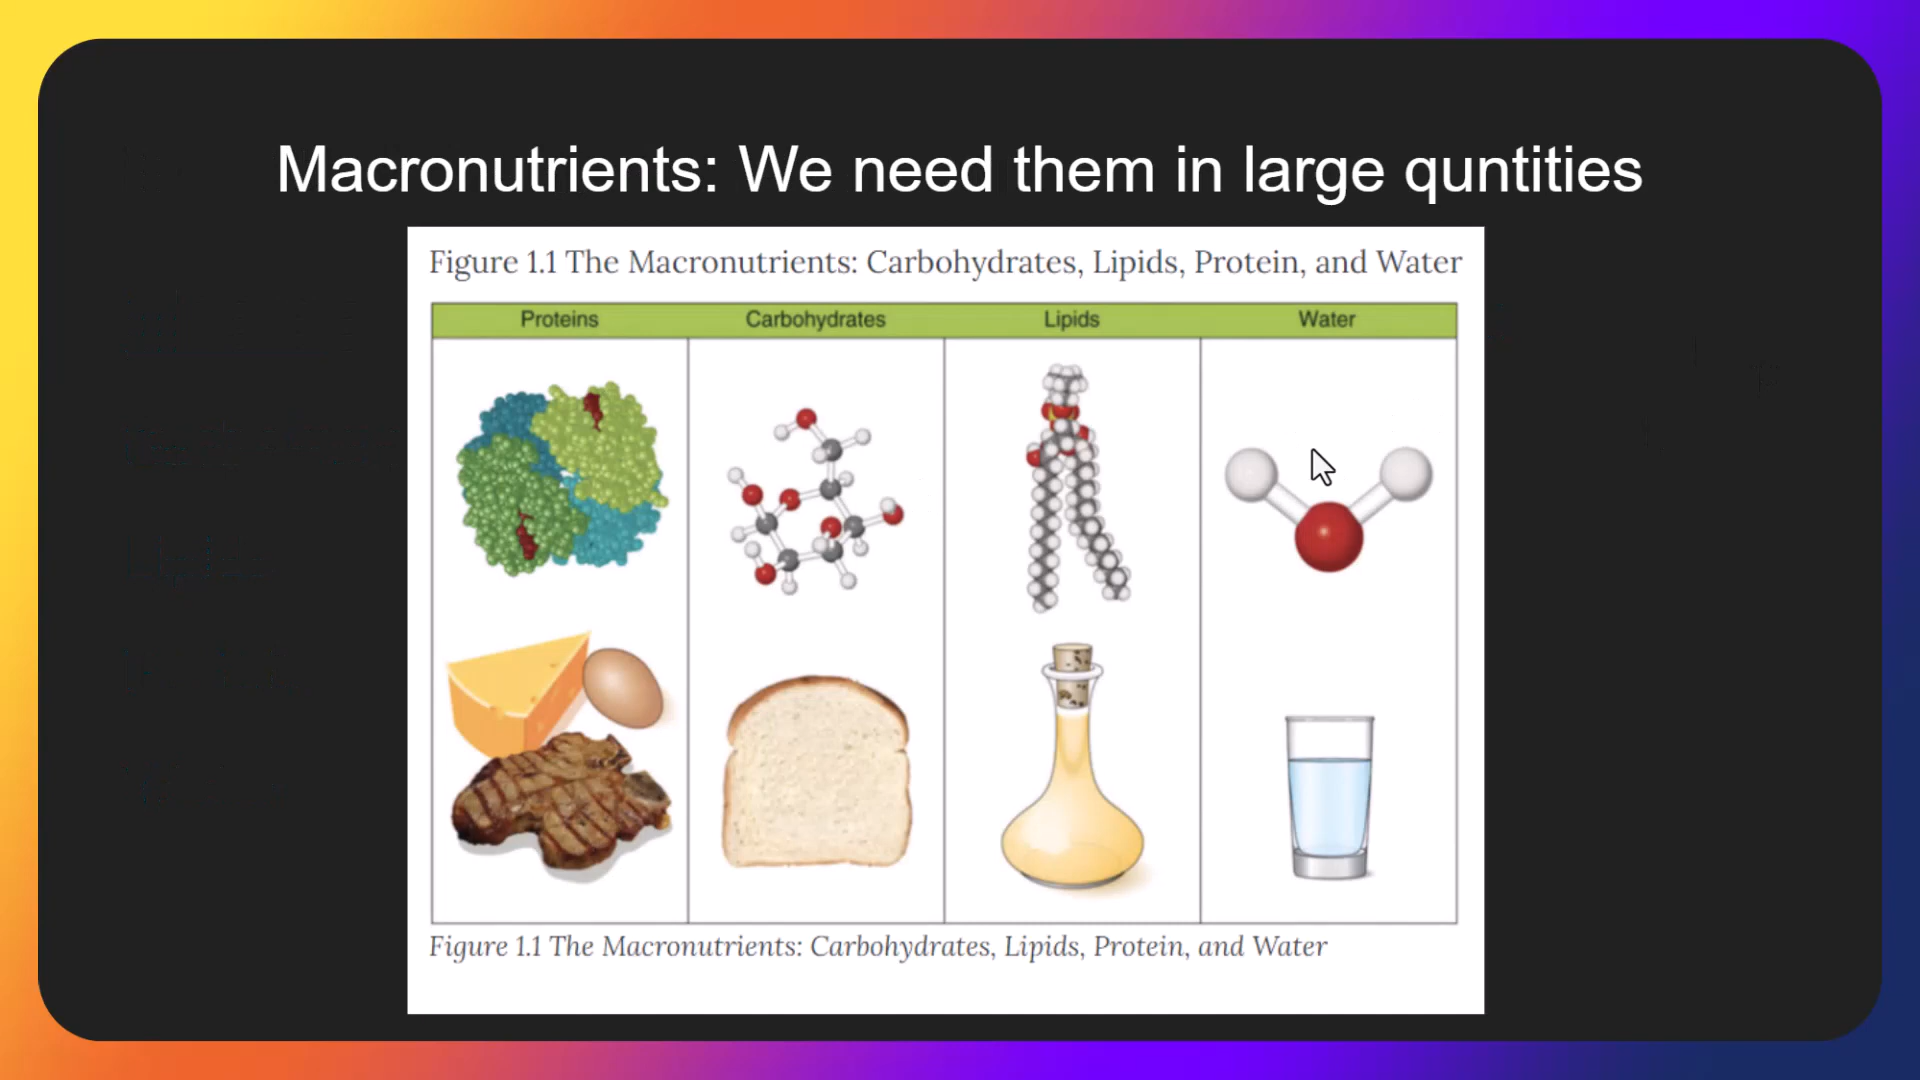 Macronutrients: We need them in large quntities
Figure 1.1 The Macronutrients: Carbohydrates, Lipids, Protein, and Water
Proteins Carbohydrates Lipids Water
Figure 1.1 The Macronutrients: Carbohydrates, Lipids, Protein, and Water